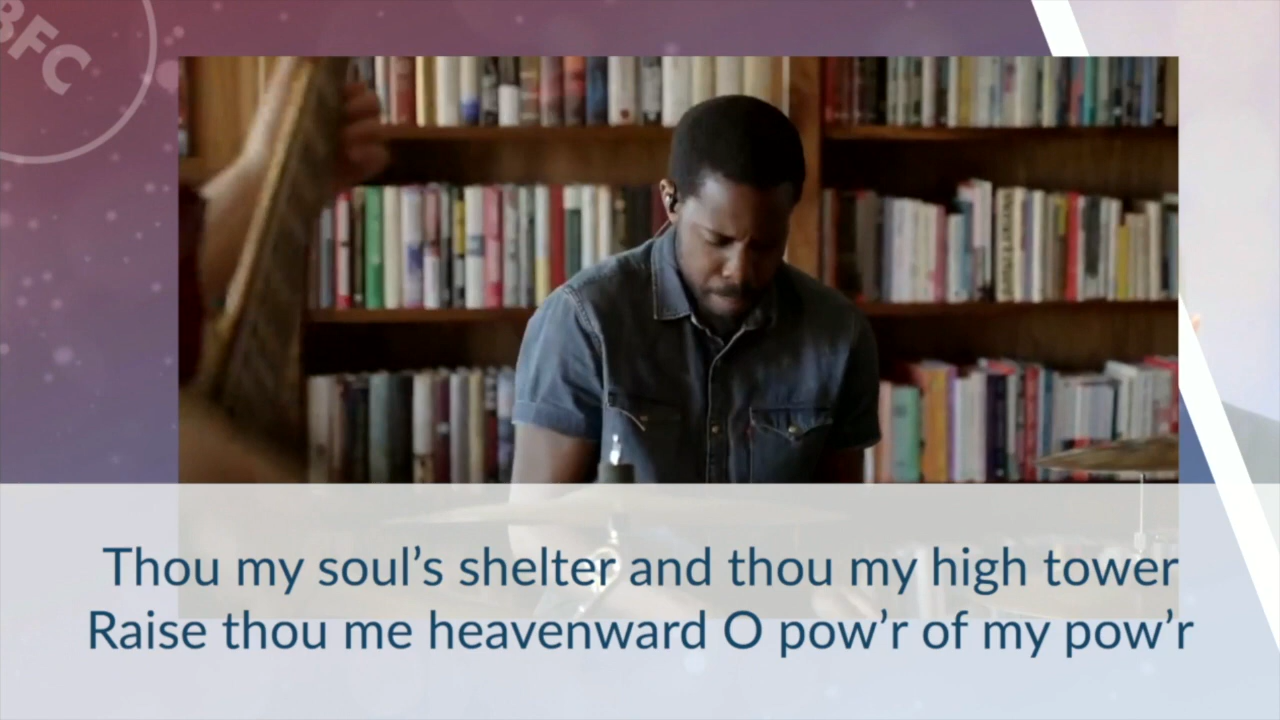 BFC
Thou my soul’s shelter and thou my high tower
Raise thou me heavenward O pow’r of my pow’r